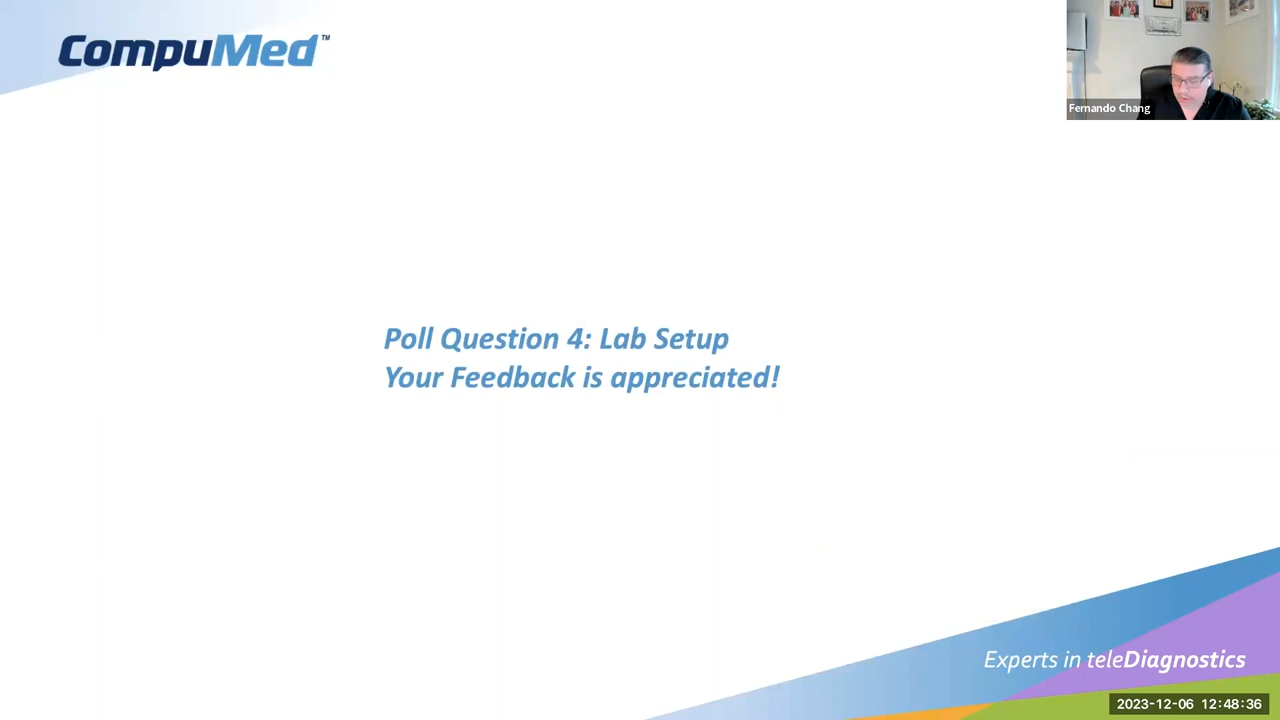 CompuMed™
Fernando Chang
Poll Question 4: Lab Setup
Your Feedback is appreciated!
Experts in teleDiagnostics
2023-12-06 12:48:36